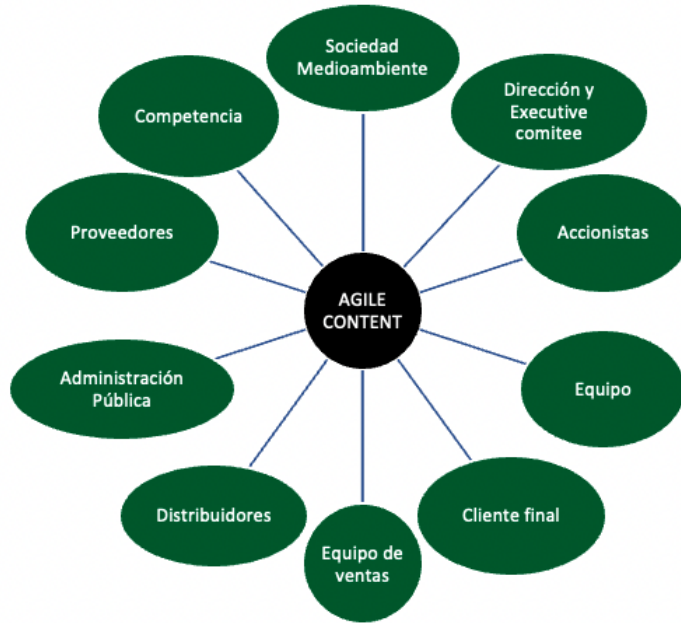 Sociedad
Medioambiente
Dirección y
Executive
comitee
Competencia
Proveedores
Accionistas
AGILE
CONTENT
Administración
Pública
Equipo
Distribuidores
Cliente final
Equipo de
ventas